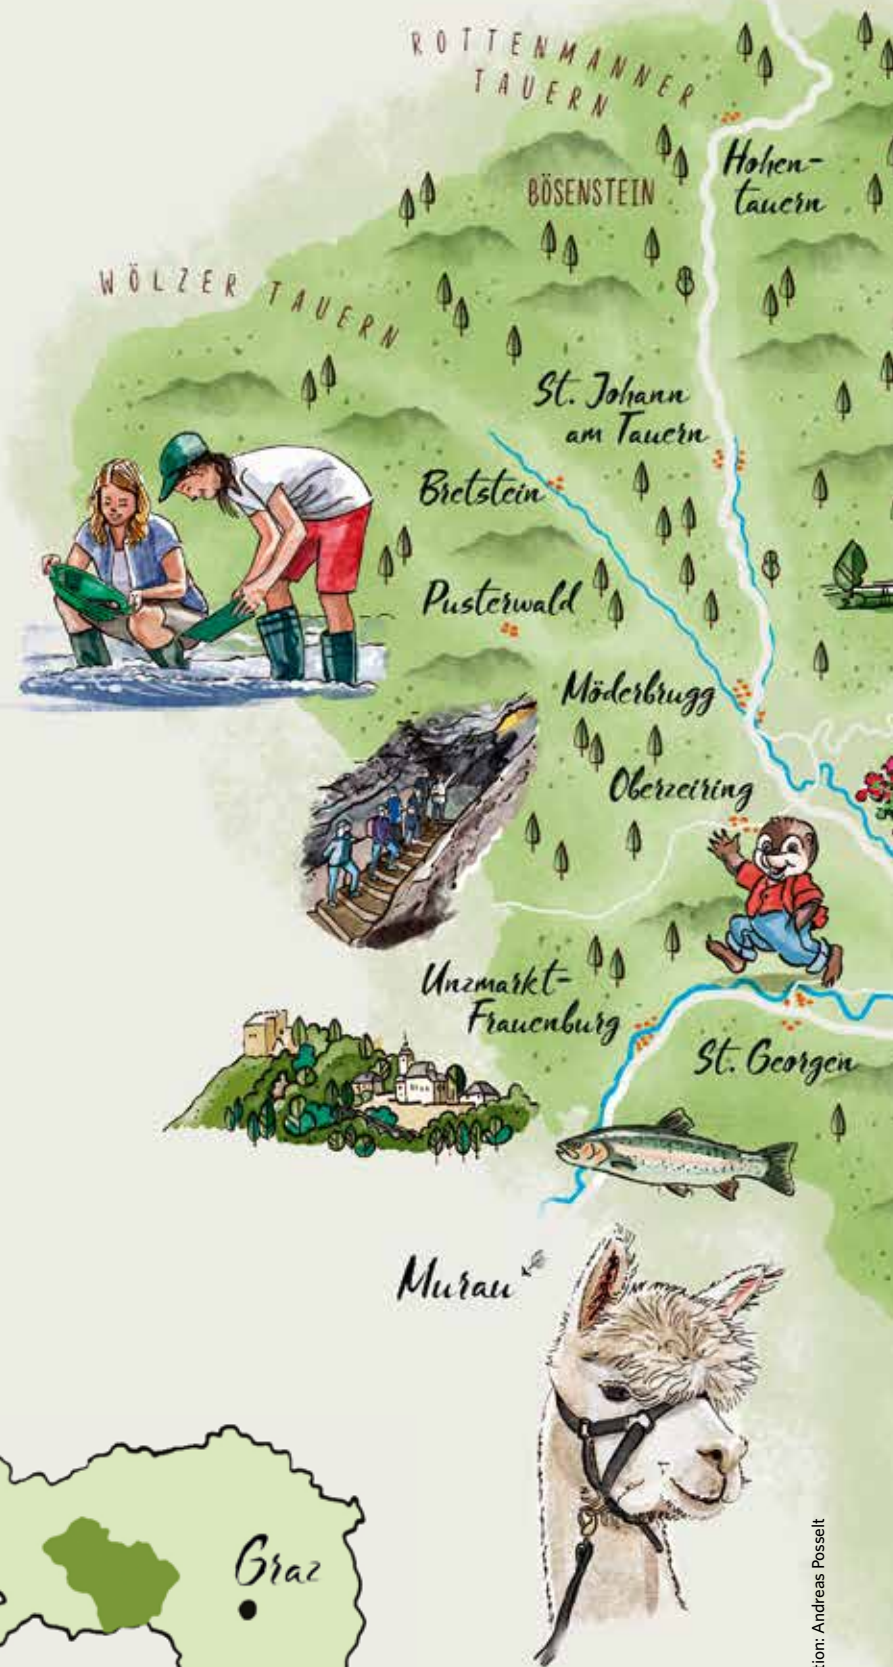 ROTTENMANNER
TAUERN
Hohen-
tauern
BÖSENSTEIN
WÖLZER TAUERN
St. Johann
am Tauern
Bretstein
Pusterwald
Möderbrugg
Oberzeiring
Unzmarkt-
Frauenburg
St. Georgen
Murau
Graz
tion: Andreas Posselt